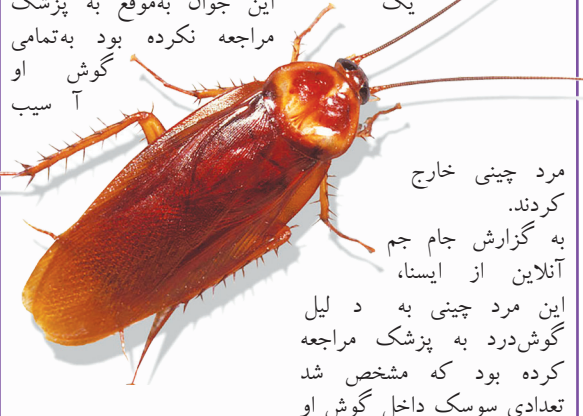 یک
مرد چینی خارج
کردند.
به گزارش جام جم
آنلاین از ایسنا،
این مرد چینی به د لیل
گوش‌درد به پزشک مراجعه
کرده بود که مشخص شد
تعدادی سوسک داخل گوش او
این جوان به‌موقع به پزشک
مراجعه نکرده بود به‌تمامی
گوش او
آ سیب